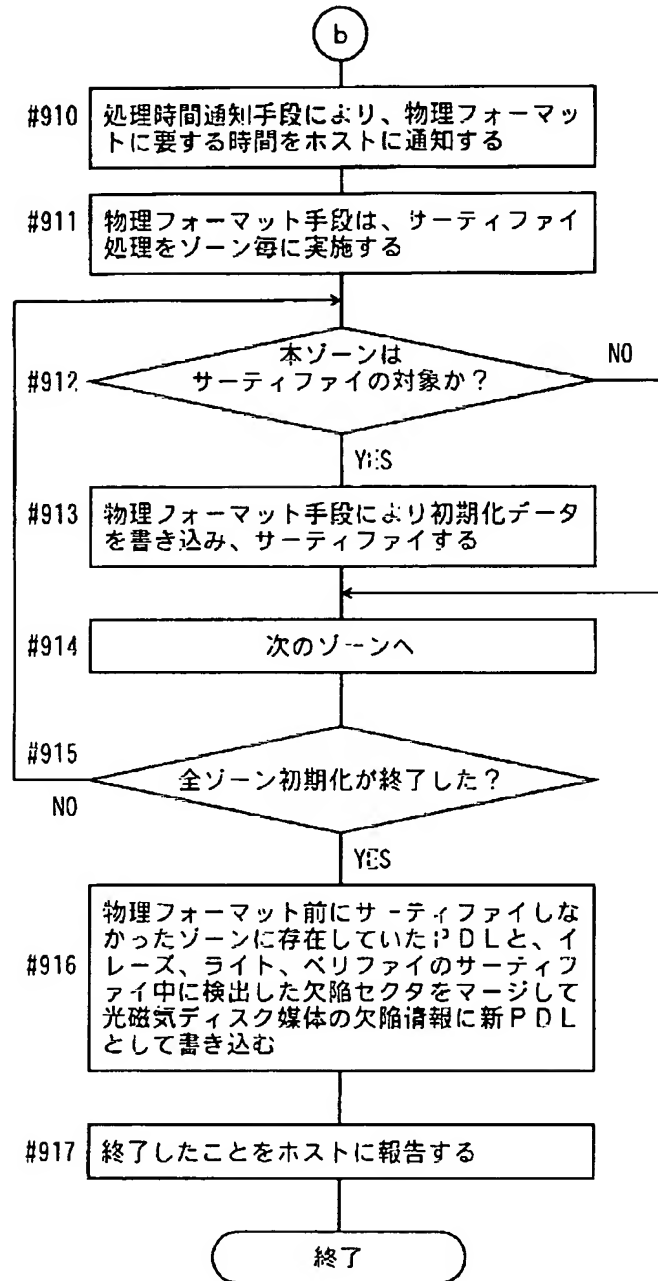 b
#910
処理時間通知手段により、物理フォーマッ
トに要する時間をホストに通知する
#911
物理フォーマット手段は、サーティファイ
処理をゾーン毎に実施する
#912
本ゾーンは
サーティファイの対象か？
NO
YES
#913
物理フォーマット手段により初期化データ
を書き込み、サーティファイする
#914
次のゾーンへ
#915
全ゾーン初期化が終了した？
NO
YES
#916
物理フォーマット前にサーティファイしな
かったゾーンに存在していたPDLと、イ
レーズ、ライト、ベリファイのサーティフ
ァイ中に検出した欠陥セクタをマージして
光磁気ディスク媒体の欠陥情報に新PDL
として書き込む
#917
終了したことをホストに報告する
終了